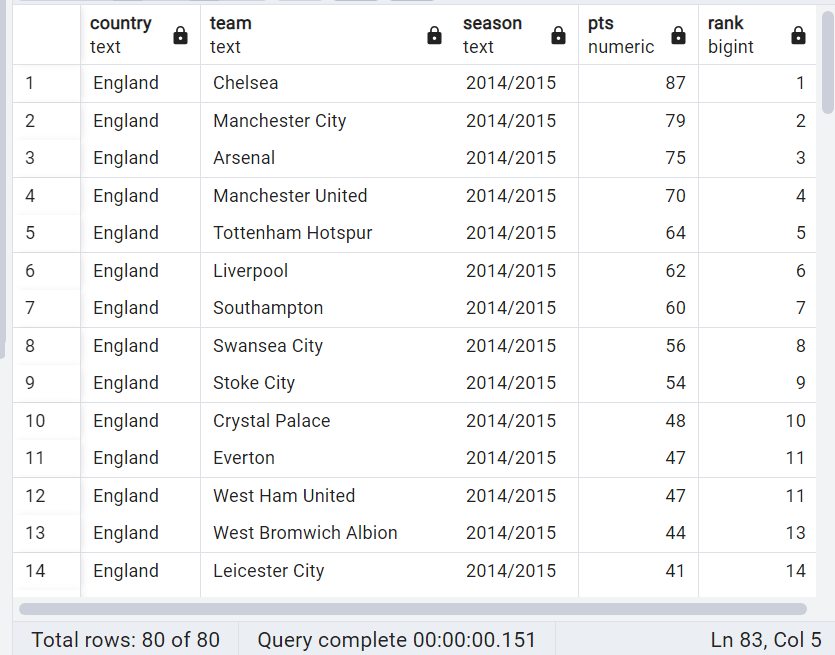 country team season pts rank
text text text numeric bigint
1 England Chelsea 2014/2015 87 1
2 England Manchester City 2014/2015 79 2
3 England Arsenal 2014/2015 75 3
4 England Manchester United 2014/2015 70 4
5 England Tottenham Hotspur 2014/2015 64 5
6 England Liverpool 2014/2015 62 6
7 England Southampton 2014/2015 60 7
8 England Swansea City 2014/2015 56 8
9 England Stoke City 2014/2015 54 9
10 England Crystal Palace 2014/2015 48 10
11 England Everton 2014/2015 47 11
12 England West Ham United 2014/2015 47 11
13 England West Bromwich Albion 2014/2015 44 13
14 England Leicester City 2014/2015 41 14
Total rows: 80 of 80 Query complete 00:00:00.151 Ln 83, Col 5